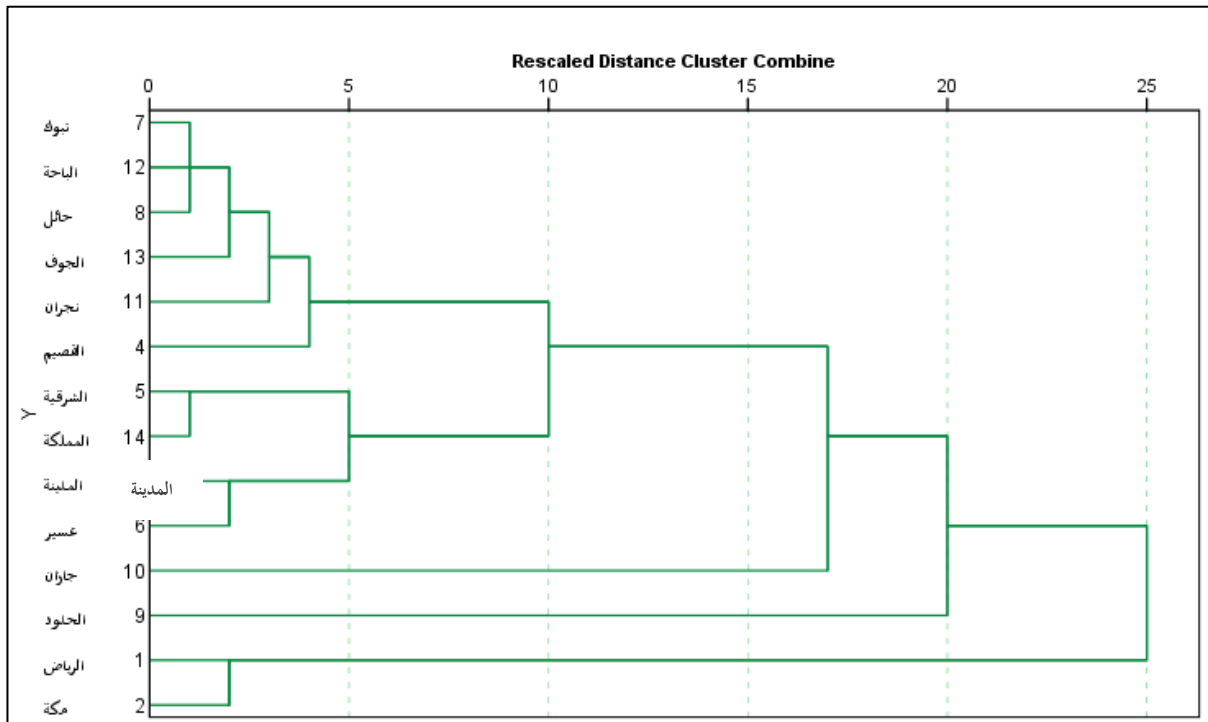 Rescaled Distance Cluster Combine
0 5 10 15 20 25
تبوك 7
الباحة 12
حائل 8
الجوف 13
نجران 11
القصيم 4
الشرقية 5
Y
المملكة 14
المدينة المدينة
عسير 6
جازان 10
الحدود 9
الرياض 1
مكة 2